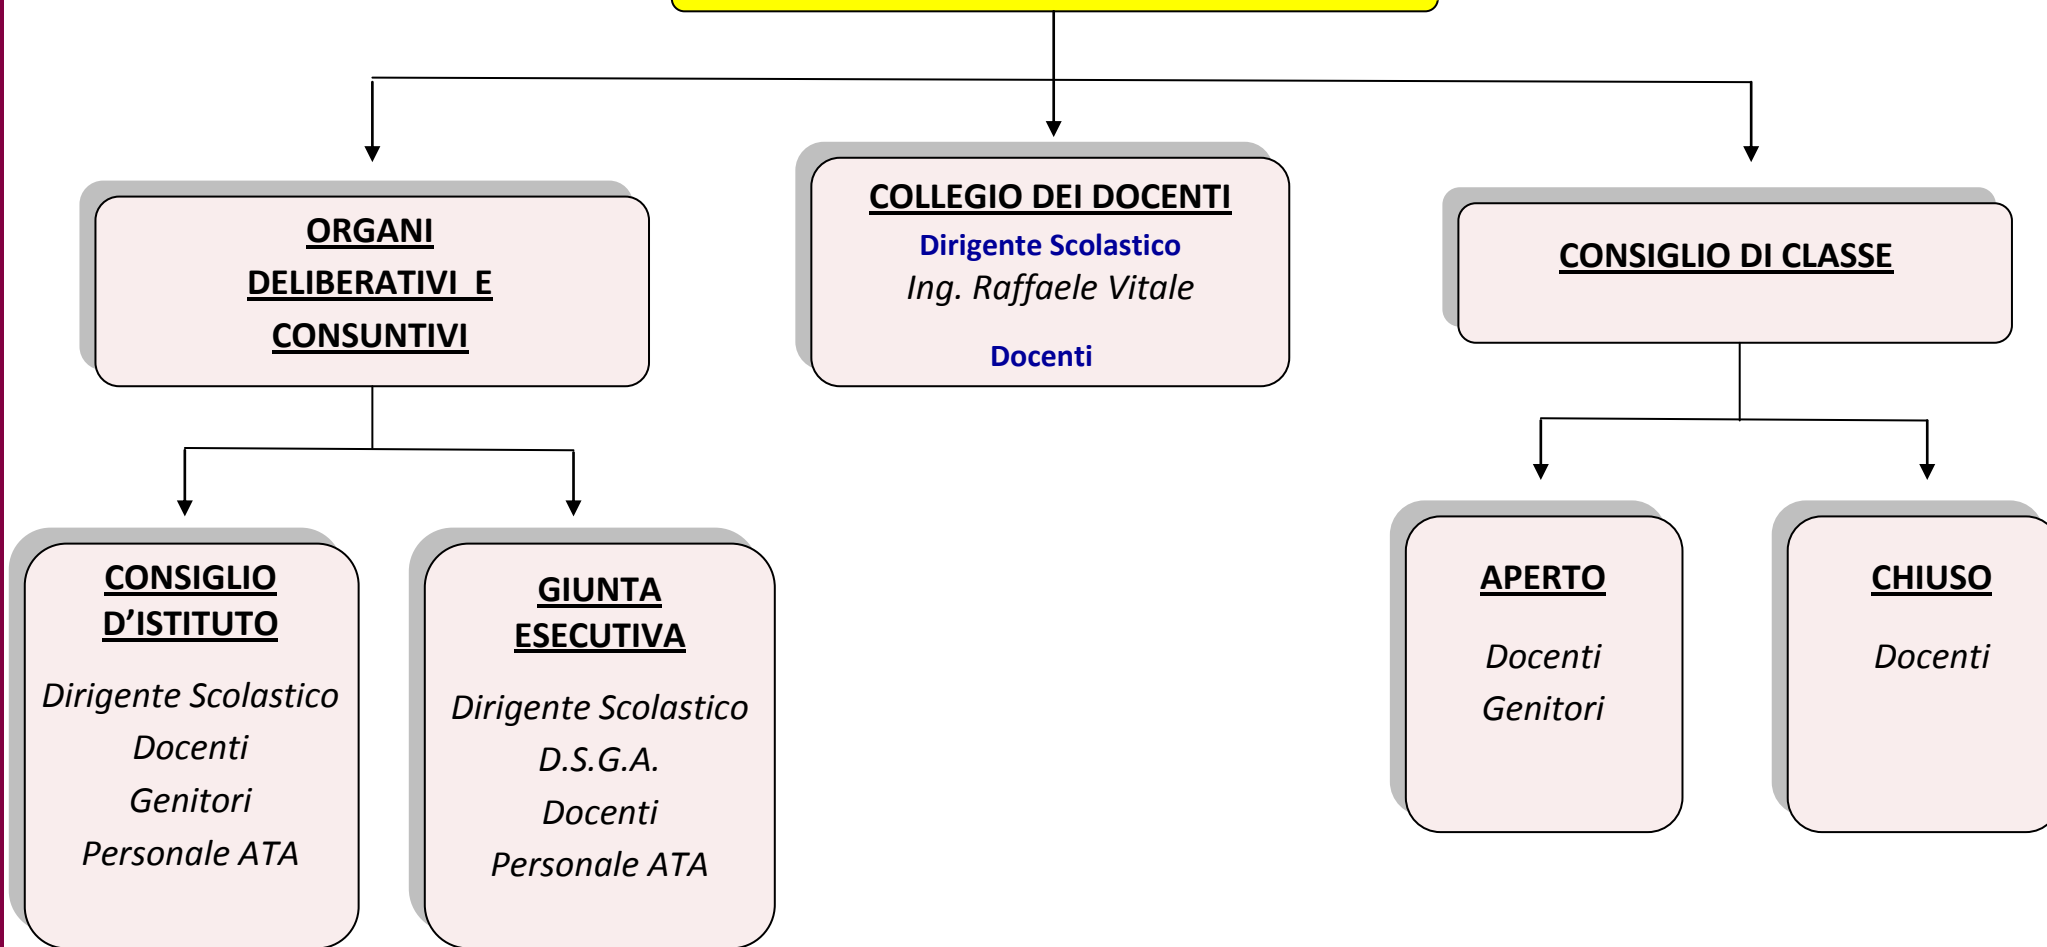 ORGANI
DELIBERATIVI E
CONSUNTIVI
COLLEGIO DEI DOCENTI
Dirigente Scolastico
Ing. Raffaele Vitale
Docenti
CONSIGLIO DI CLASSE
CONSIGLIO
D’ISTITUTO
Dirigente Scolastico
Docenti
Genitori
Personale ATA
GIUNTA
ESECUTIVA
Dirigente Scolastico
D.S.G.A.
Docenti
Personale ATA
APERTO
Docenti
Genitori
CHIUSO
Docenti